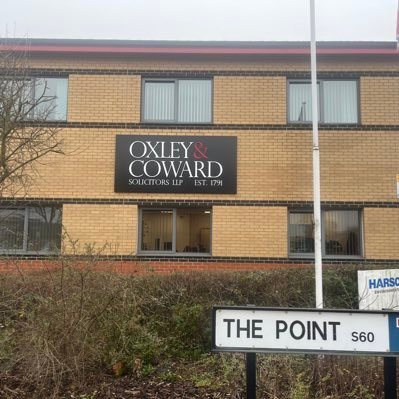 OXLEY &
COWARD
SOLICITORS LLP EST. 1791
HARSC
THE POINT S60